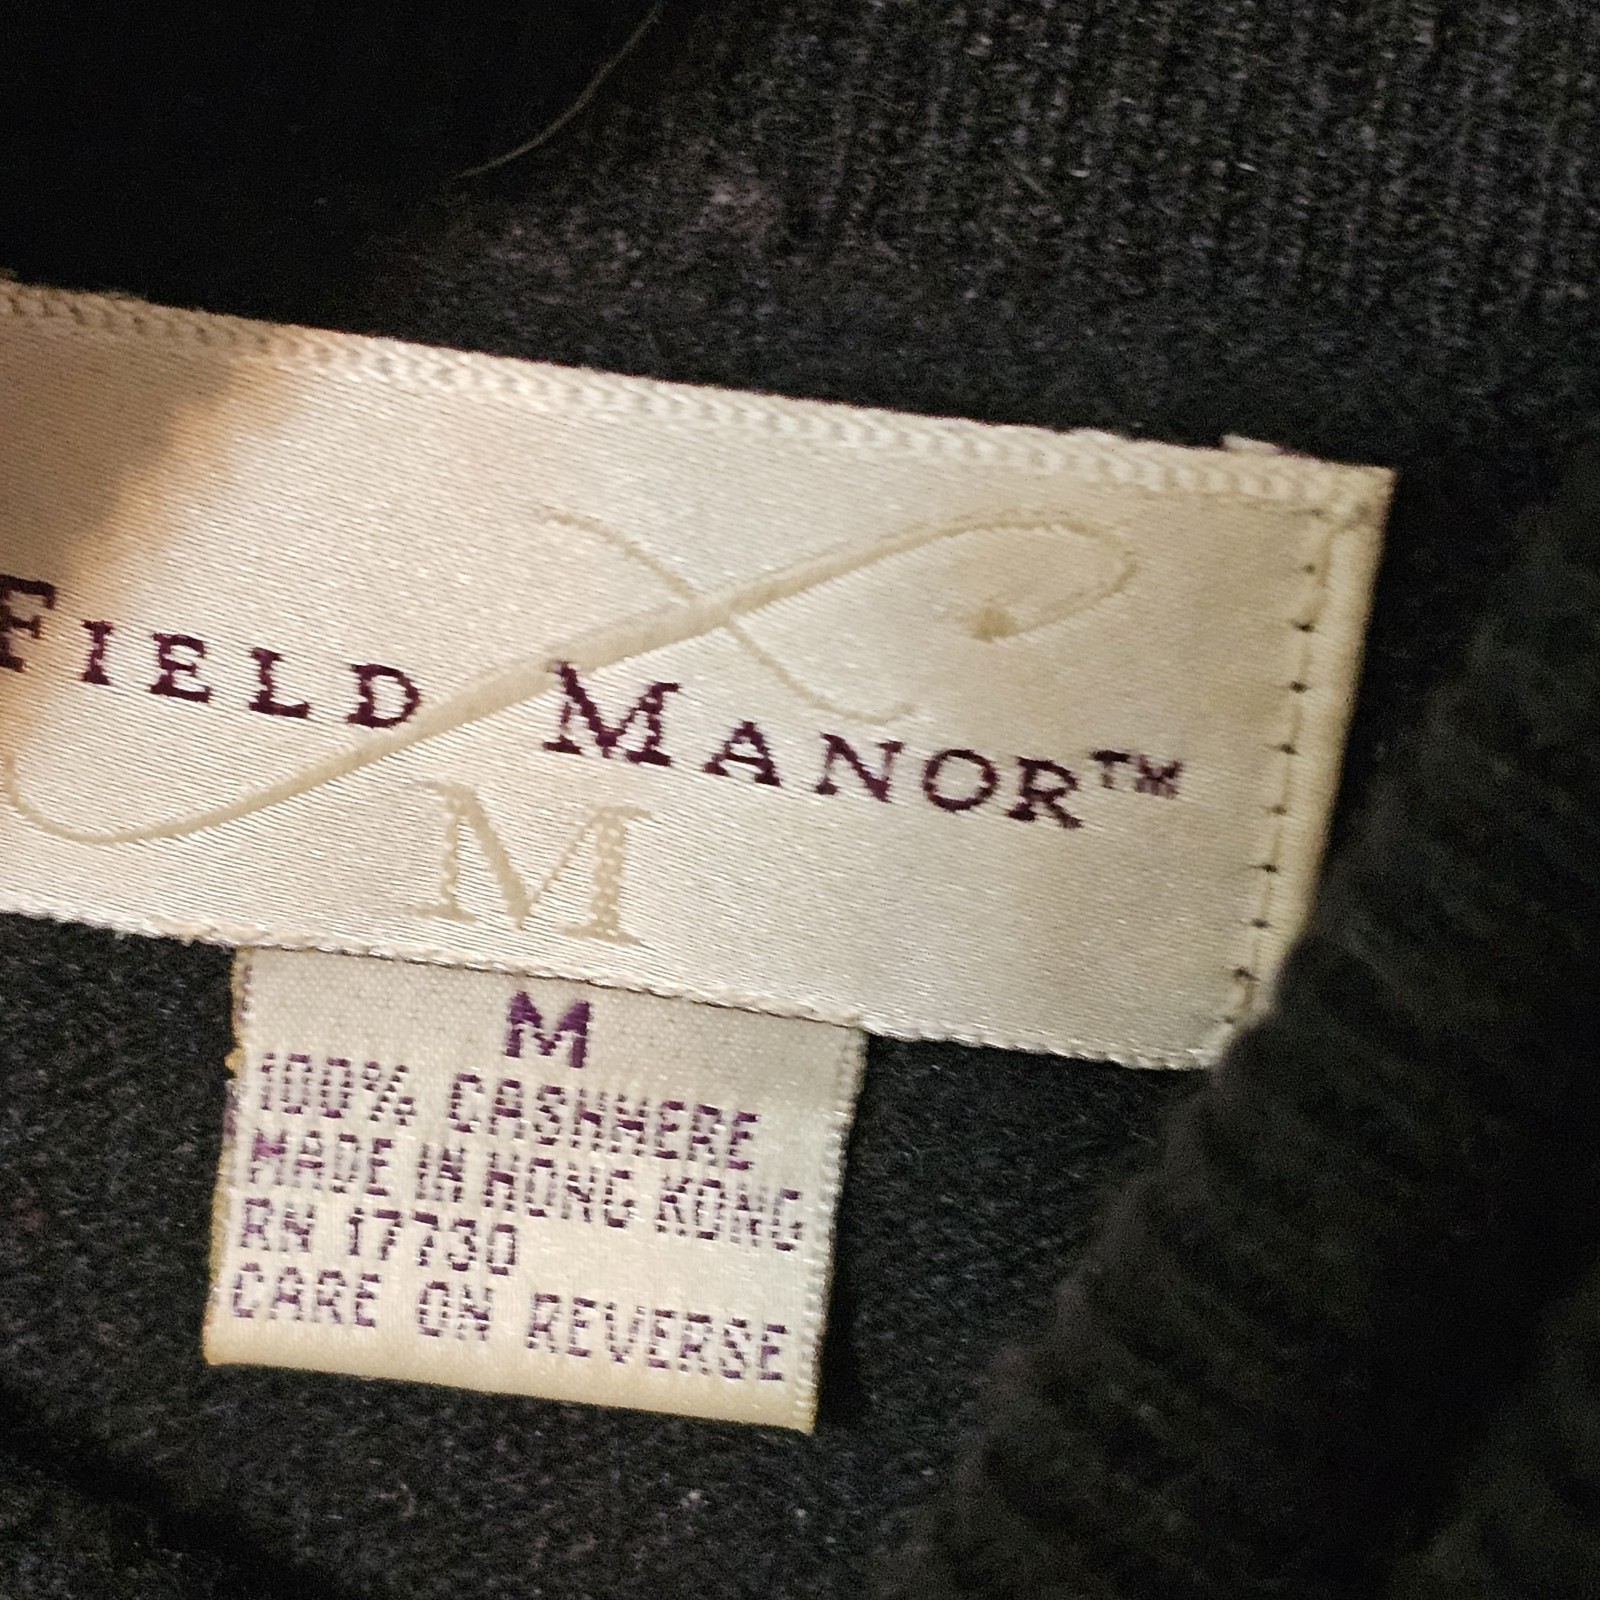 FIELD MANOR™
M
M
100% CASHMERE
MADE IN HONG KONG
RN 17730
CARE ON REVERSE